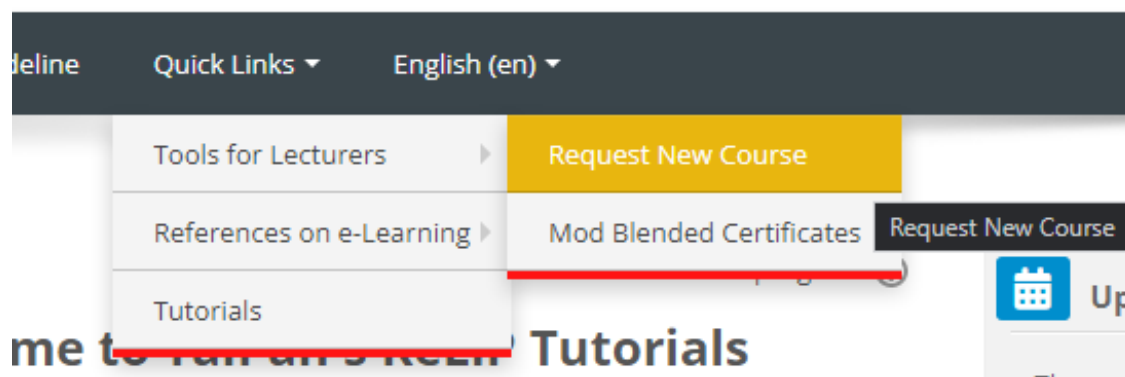 deline Quick Links English (en)
Tools for Lecturers Request New Course
References on e-Learning Mod Blended Certificates Request New Course
Tutorials
Up
me to Tutorials